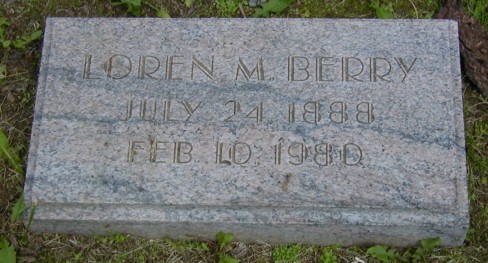 LOREN M. BERRY
JULY 24, 1888
FEB. 10, 1980